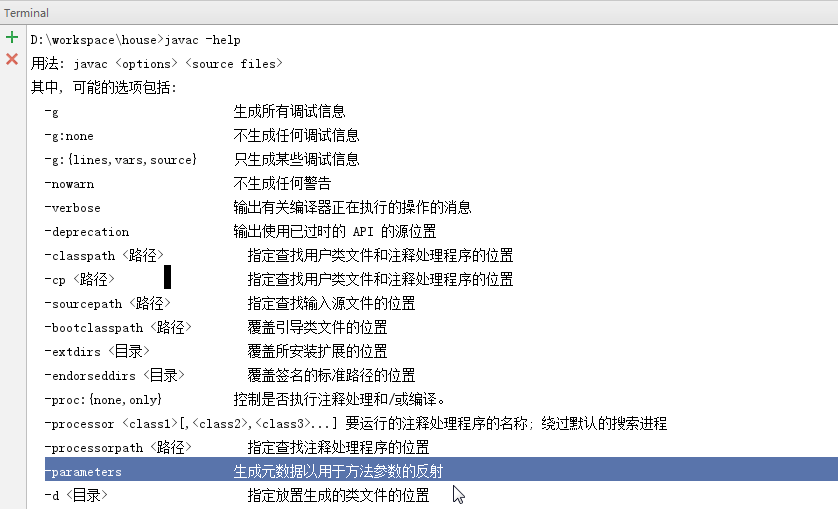 Terminal
D:\workspace\house>javac -help
用法: javac <options> <source files>
其中, 可能的选项包括:
-g 生成所有调试信息
-g:none 不生成任何调试信息
-g:{lines,vars,source} 只生成某些调试信息
-nowarn 不生成任何警告
-verbose 输出有关编译器正在执行的操作的消息
-deprecation 输出使用已过时的 API 的源位置
-classpath <路径> 指定查找用户类文件和注释处理程序的位置
-cp <路径> 指定查找用户类文件和注释处理程序的位置
-sourcepath <路径> 指定查找输入源文件的位置
-bootclasspath <路径> 覆盖引导类文件的位置
-extdirs <目录> 覆盖所安装扩展的位置
-endorseddirs <目录> 覆盖签名的标准路径的位置
-proc:{none,only} 控制是否执行注释处理和/或编译。
-processor <class1>[,<class2>,<class3>...] 要运行的注释处理程序的名称; 绕过默认的搜索进程
-processorpath <路径> 指定查找注释处理程序的位置
-parameters 生成元数据以用于方法参数的反射
-d <目录> 指定放置生成的类文件的位置